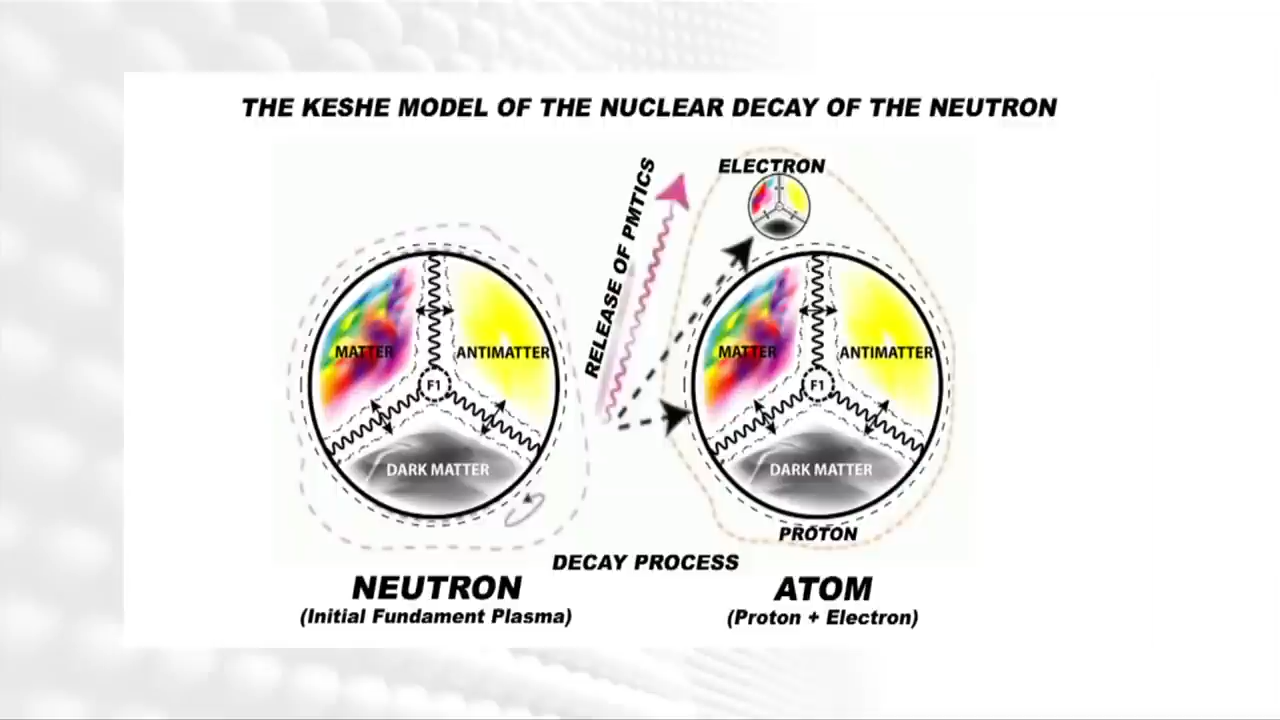 THE KESHE MODEL OF THE NUCLEAR DECAY OF THE NEUTRON
ELECTRON
RELEASE OF PMTICS
MATTER
ANTIMATTER
F1
DARK MATTER
MATTER
ANTIMATTER
F1
DARK MATTER
PROTON
DECAY PROCESS
NEUTRON
(Initial Fundament Plasma)
ATOM
(Proton + Electron)